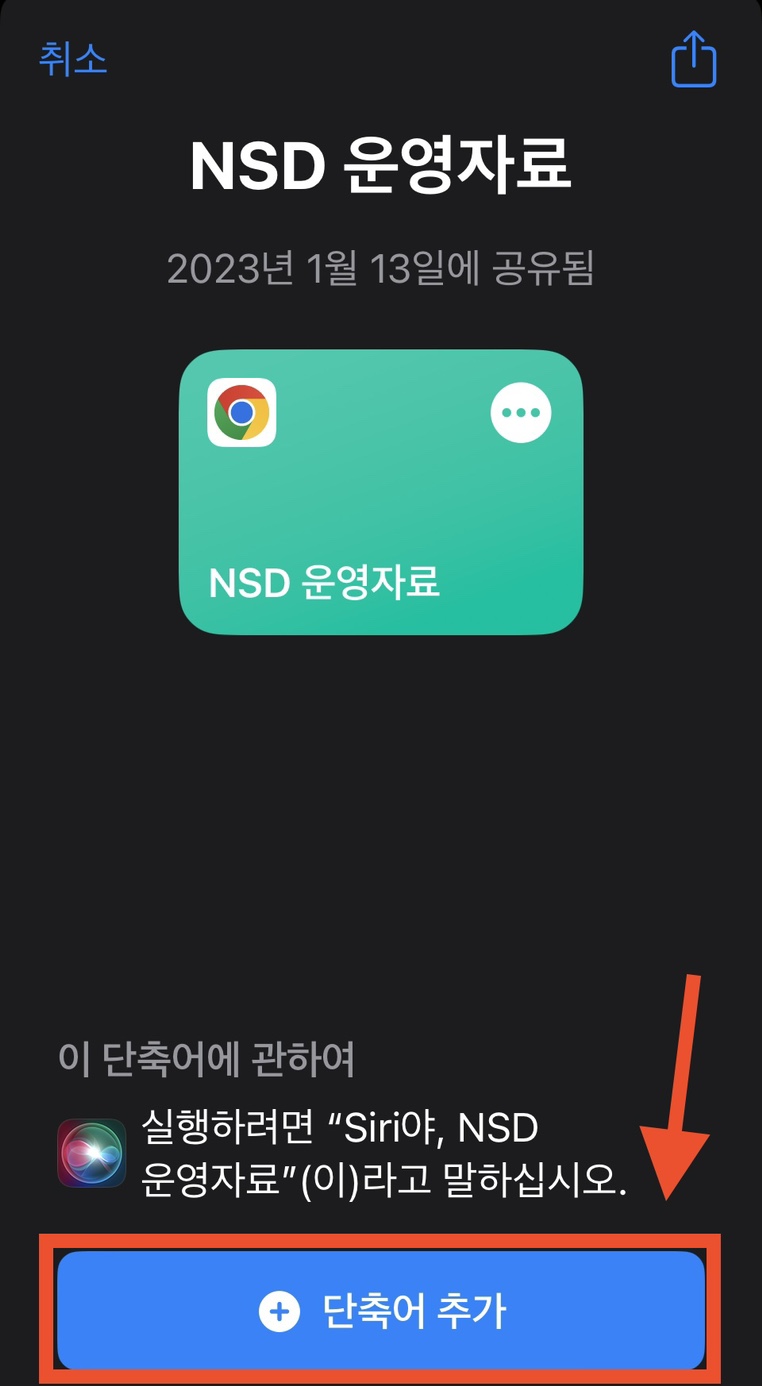 취소
NSD 운영자료
2023년 1월 13일에 공유됨
NSD 운영자료
이 단축어에 관하여
실행하려면 “Siri야, NSD
운영자료”(이)라고 말하십시오.
단축어 추가